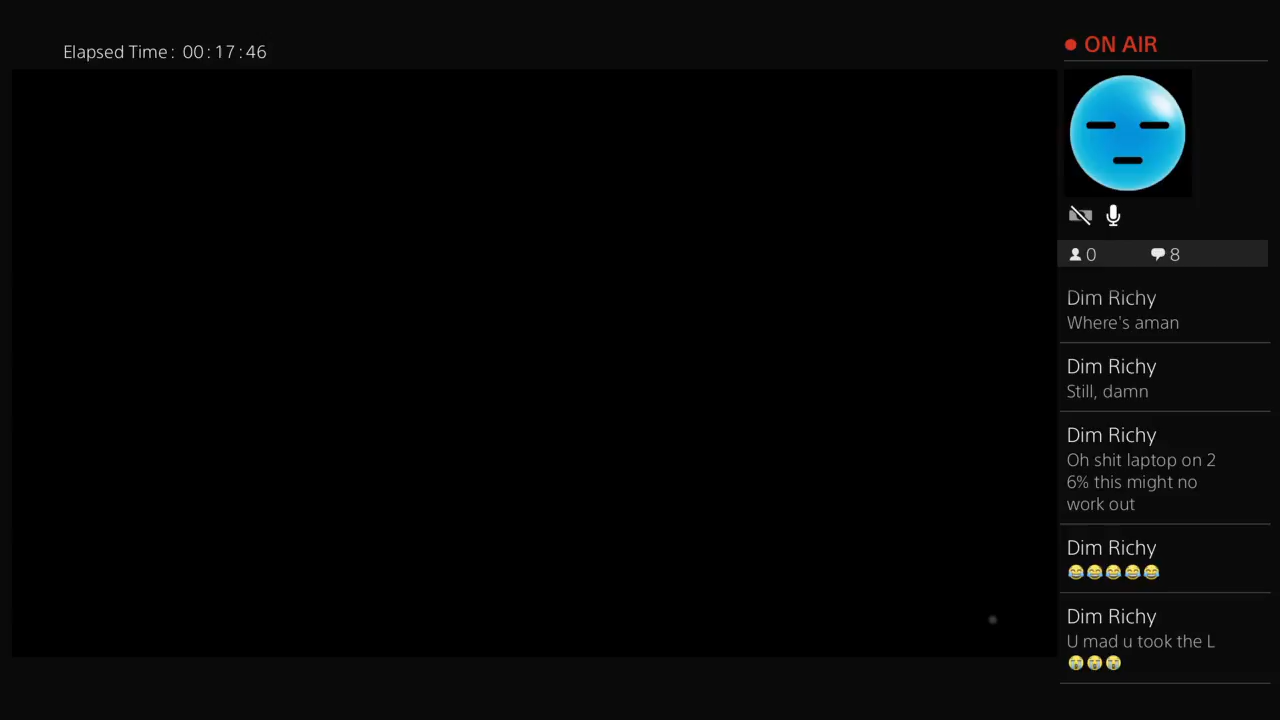 Elapsed Time: 00:17:46
ON AIR
0 8
Dim Richy
Where's aman
Dim Richy
Still, damn
Dim Richy
Oh shit laptop on 2
6% this might no
work out
Dim Richy
😂😂😂😂😂
Dim Richy
U mad u took the L
😭😭😭